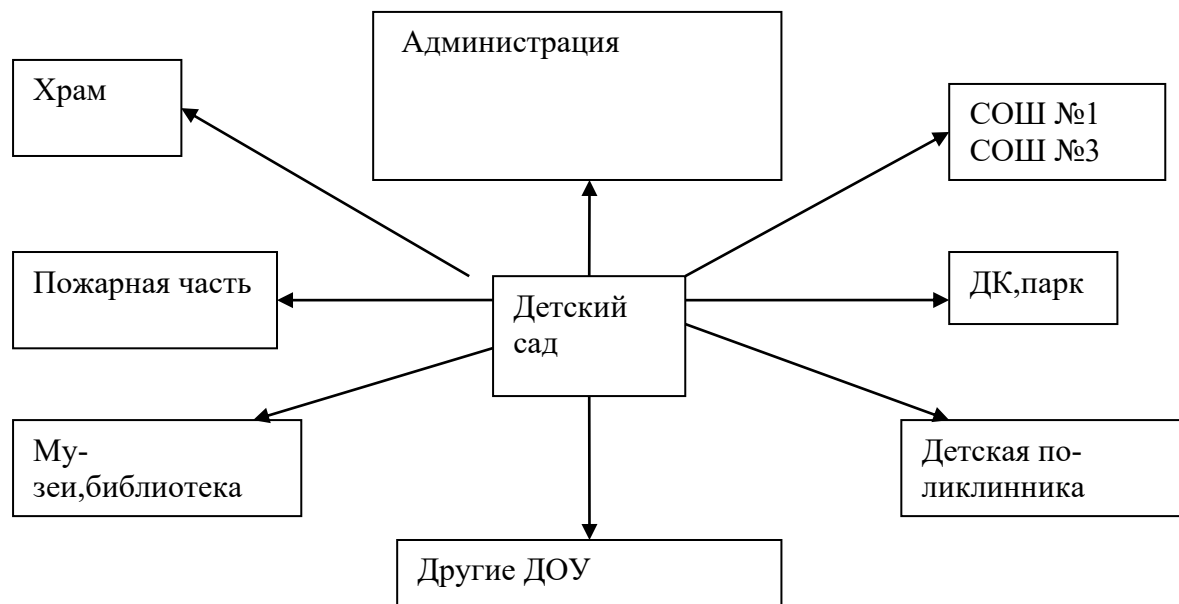 Администрация
Храм
СОШ №1
СОШ №3
Пожарная часть
Детский
сад
ДК,парк
Му-
зеи,библиотека
Детская по-
ликлинника
Другие ДОУ